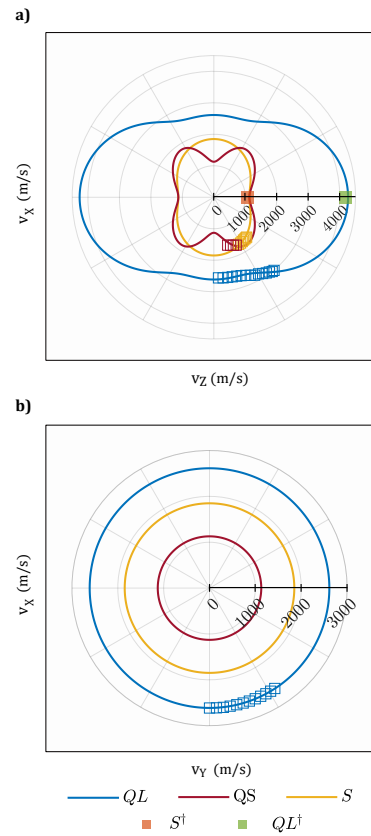 a)
v_X (m/s)
0 1000 2000 3000 4000
v_Z (m/s)
b)
v_X (m/s)
0 1000 2000 3000
v_Y (m/s)
QL QS S
S† QL†